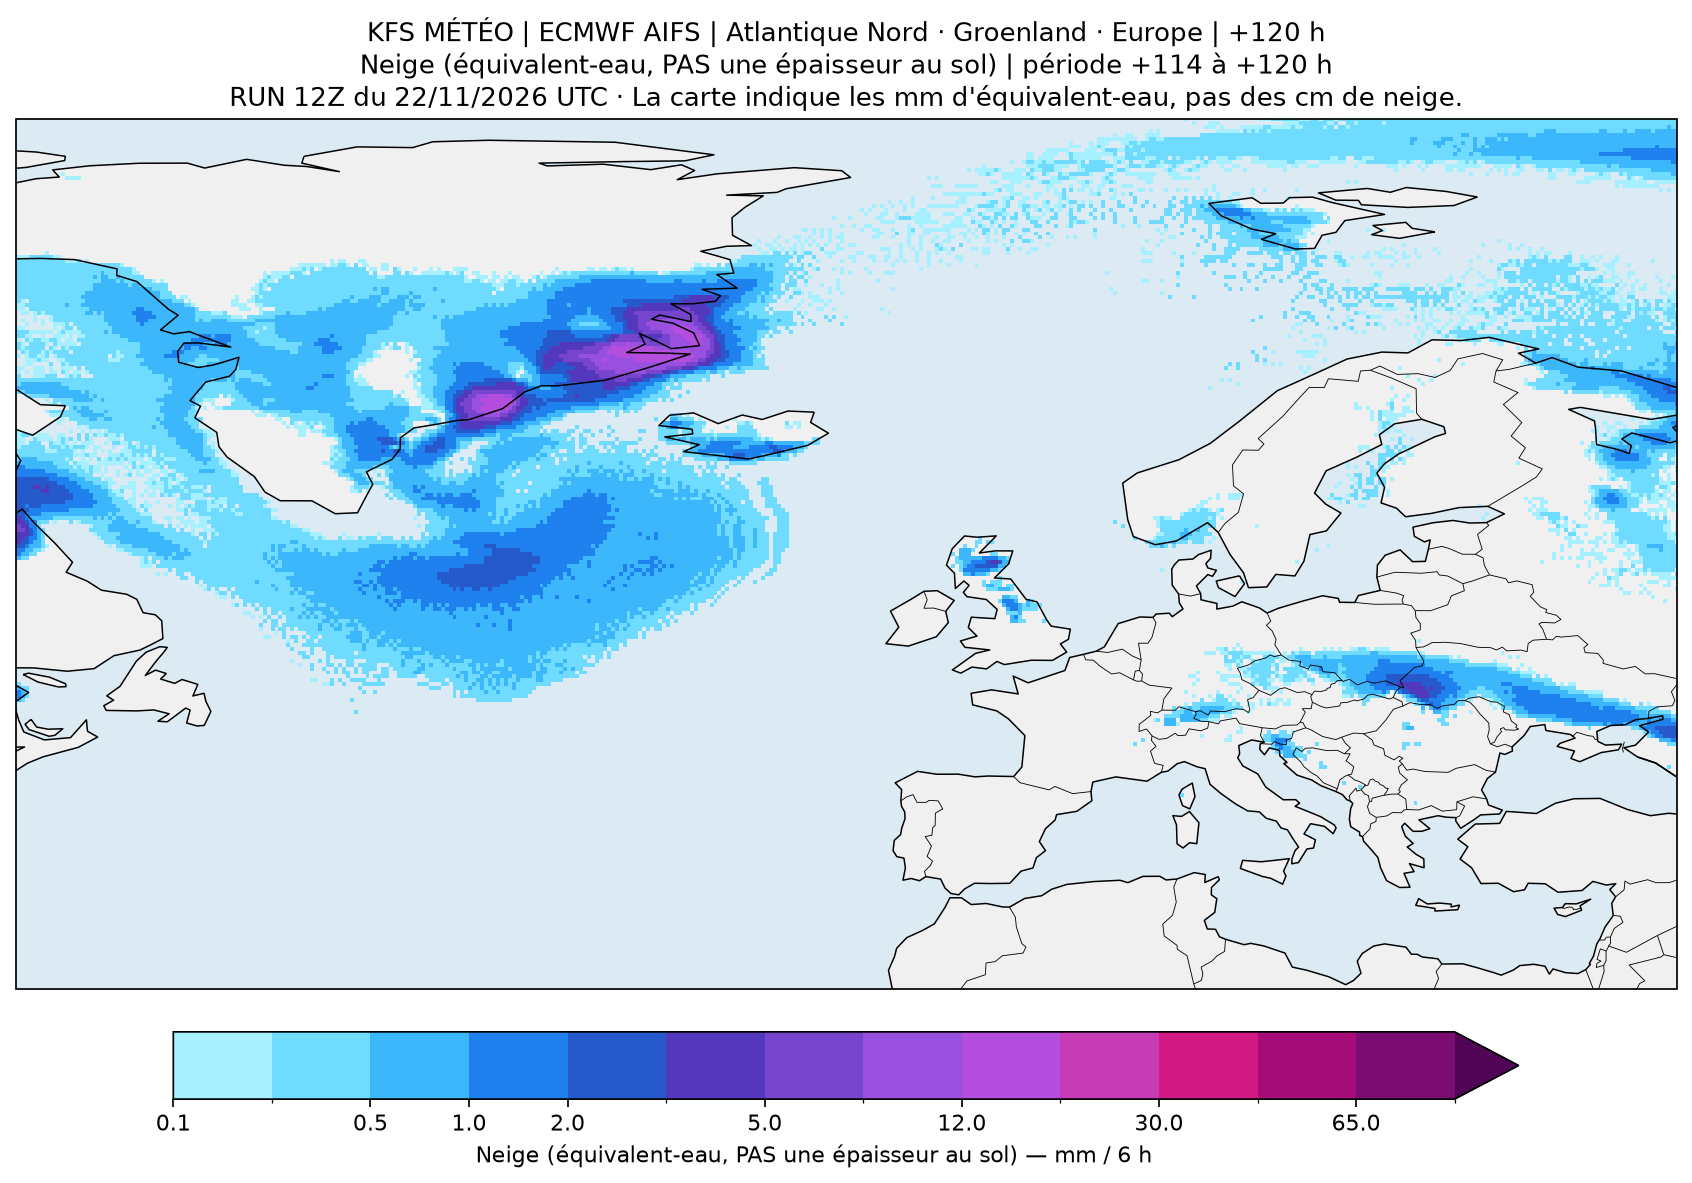 KFS MÉTÉO | ECMWF AIFS | Atlantique Nord · Groenland · Europe | +120 h
Neige (équivalent-eau, PAS une épaisseur au sol) | période +114 à +120 h
RUN 12Z du 22/11/2026 UTC · La carte indique les mm d'équivalent-eau, pas des cm de neige.
0.1 0.5 1.0 2.0 5.0 12.0 30.0 65.0
Neige (équivalent-eau, PAS une épaisseur au sol) — mm / 6 h